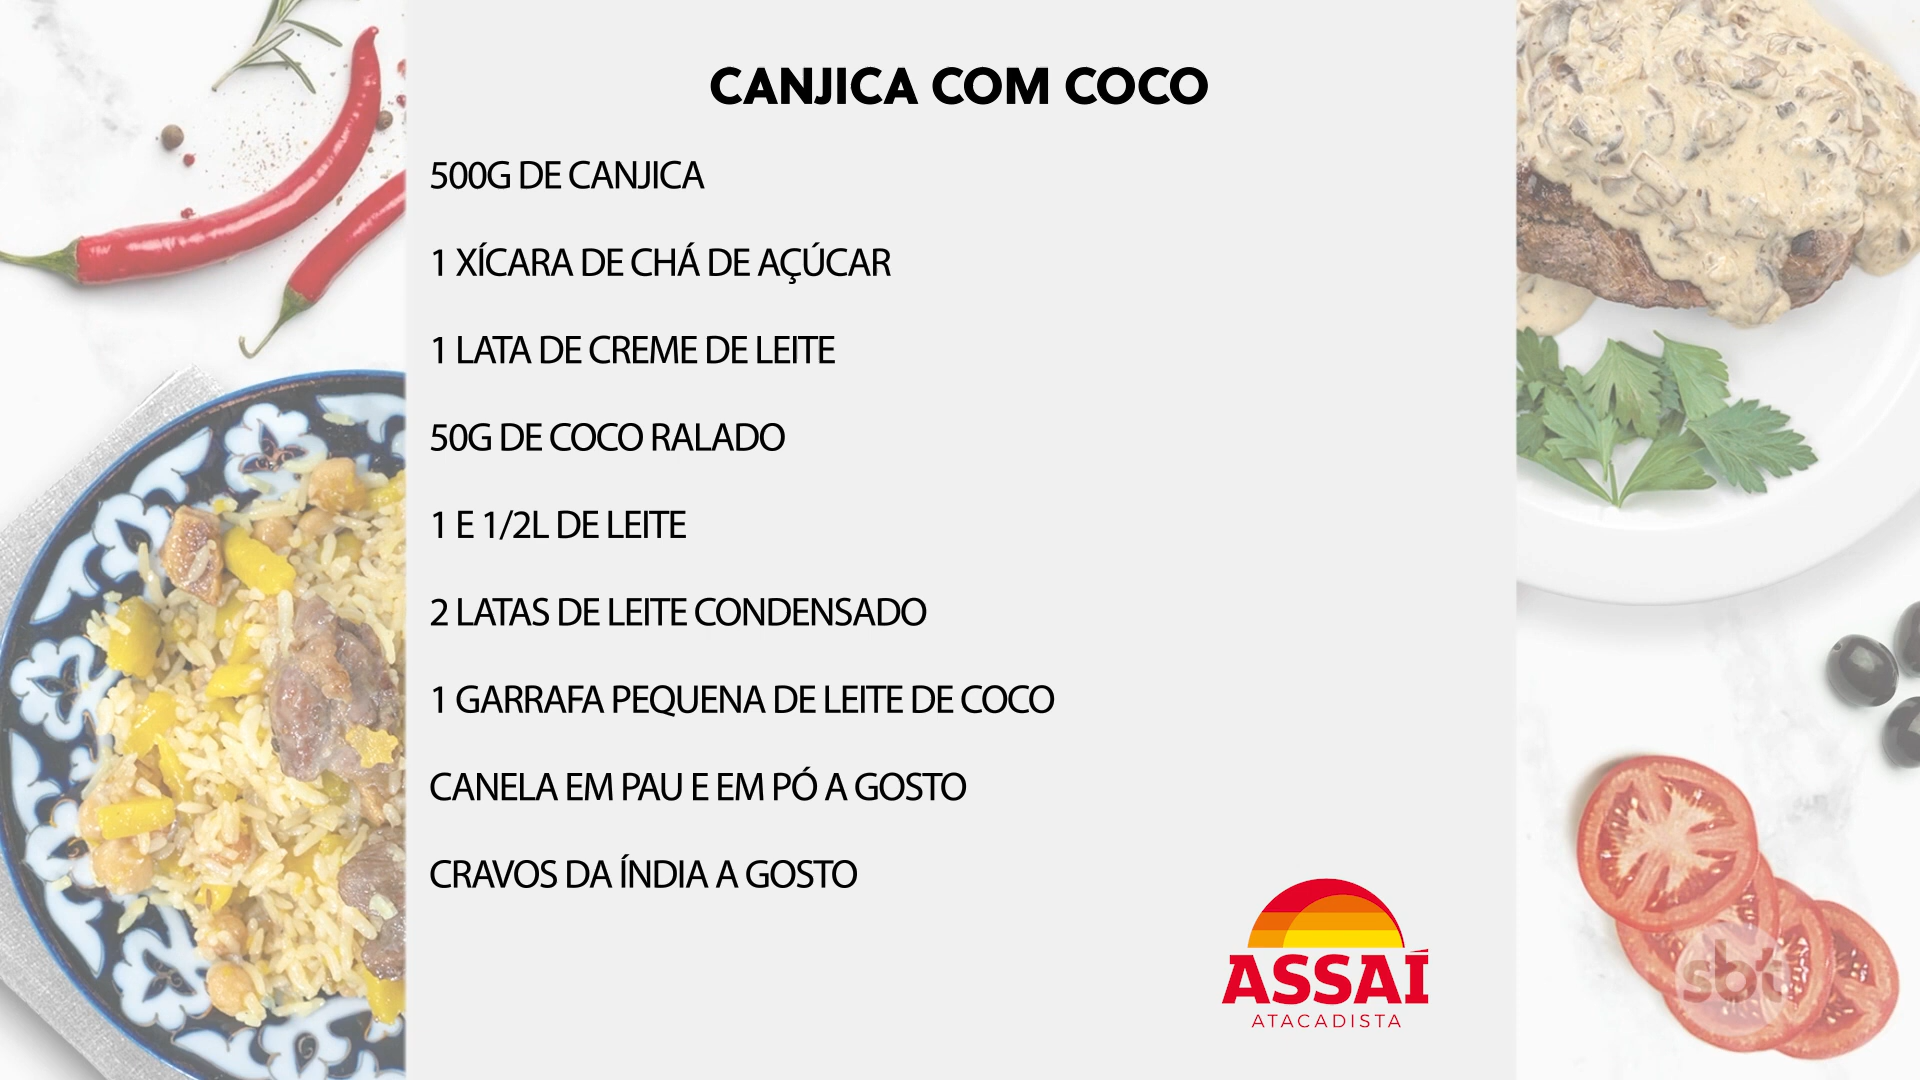 CANJICA COM COCO
500G DE CANJICA
1 XÍCARA DE CHÁ DE AÇÚCAR
1 LATA DE CREME DE LEITE
50G DE COCO RALADO
1 E 1/2L DE LEITE
2 LATAS DE LEITE CONDENSADO
1 GARRAFA PEQUENA DE LEITE DE COCO
CANELA EM PAU E EM PÓ A GOSTO
CRAVOS DA ÍNDIA A GOSTO
ASSAÍ
ATACADISTA
sbt